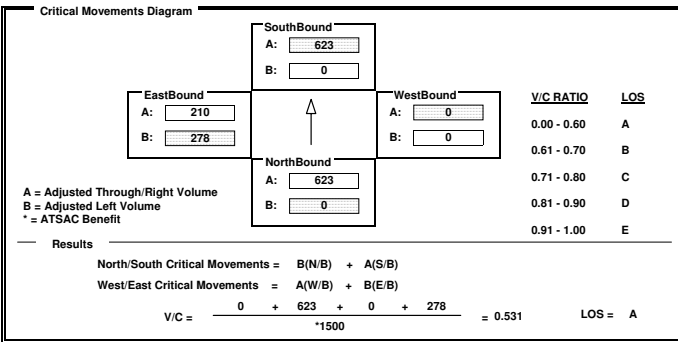 Critical Movements Diagram
SouthBound
A: 623
B: 0
EastBound
A: 210
B: 278
WestBound
A: 0
B: 0
NorthBound
A: 623
B: 0
V/C RATIO LOS
0.00 - 0.60 A
0.61 - 0.70 B
0.71 - 0.80 C
0.81 - 0.90 D
0.91 - 1.00 E
A = Adjusted Through/Right Volume
B = Adjusted Left Volume
* = ATSAC Benefit
Results
North/South Critical Movements = B(N/B) + A(S/B)
West/East Critical Movements = A(W/B) + B(E/B)
V/C = 0 + 623 + 0 + 278 = 0.531 LOS = A
*1500